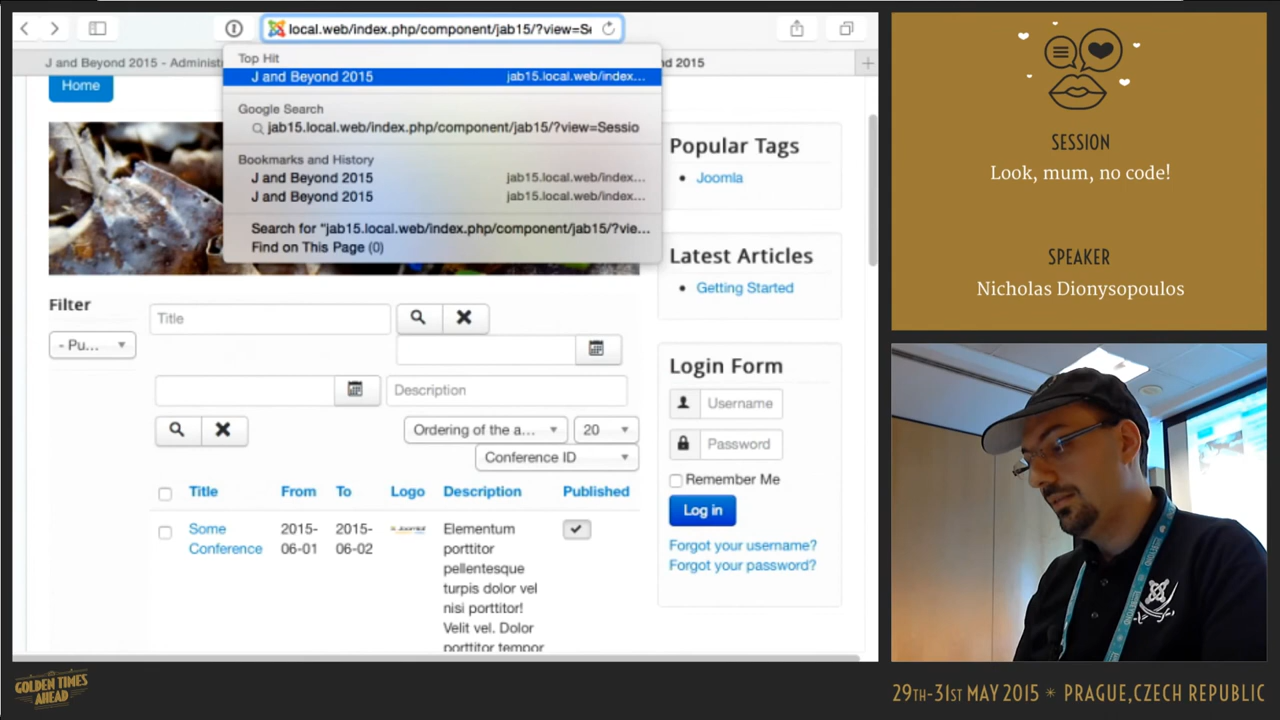 local.web/index.php/component/jab15/?view=Se
J and Beyond 2015 - Administ
nd 2015
Top Hit
J and Beyond 2015 jab15.local.web/index...
Google Search
jab15.local.web/index.php/component/jab15/?view=Sessio
Bookmarks and History
J and Beyond 2015 jab15.local.web/index...
J and Beyond 2015 jab15.local.web/index...
Search for "jab15.local.web/index.php/component/jab15/?vie...
Find on This Page (0)
Home
Popular Tags
Joomla
Latest Articles
Getting Started
Filter
- Pu...
Title
Description
Ordering of the a...
20
Conference ID
Title From To Logo Description Published
Some Conference
2015-06-01
2015-06-02
Elementum
porttitor
pellentesque
turpis dolor vel
nisi porttitor!
Velit vel. Dolor
porttitor tempor
Login Form
Username
Password
Remember Me
Log in
Forgot your username?
Forgot your password?
SESSION
Look, mum, no code!
SPEAKER
Nicholas Dionysopoulos
GOLDEN TIMES
AHEAD
29TH-31ST MAY 2015 * PRAGUE,CZECH REPUBLIC